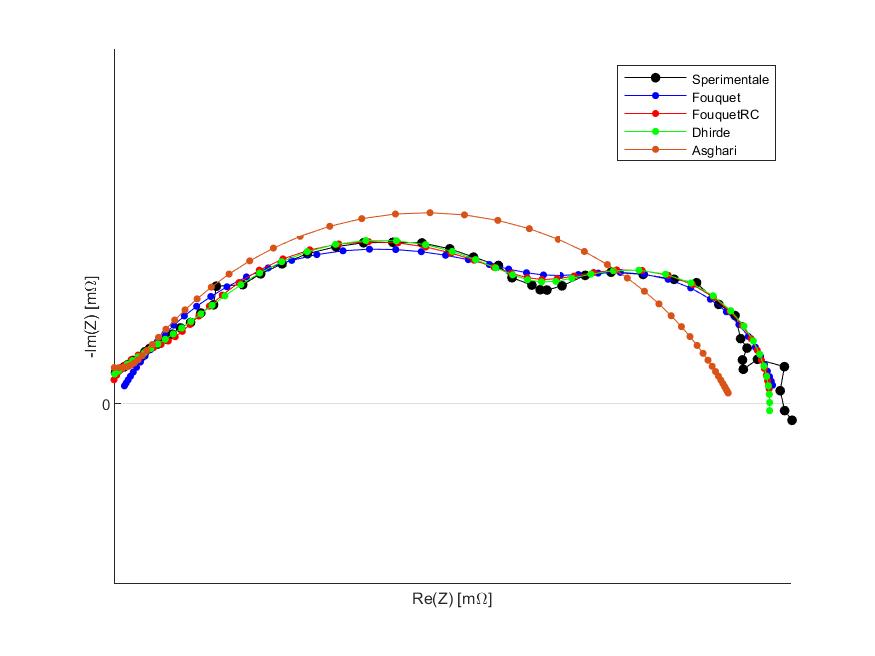 Sperimentale
Fouquet
FouquetRC
Dhirde
Asghari
-Im(Z) [mΩ]
0
Re(Z) [mΩ]